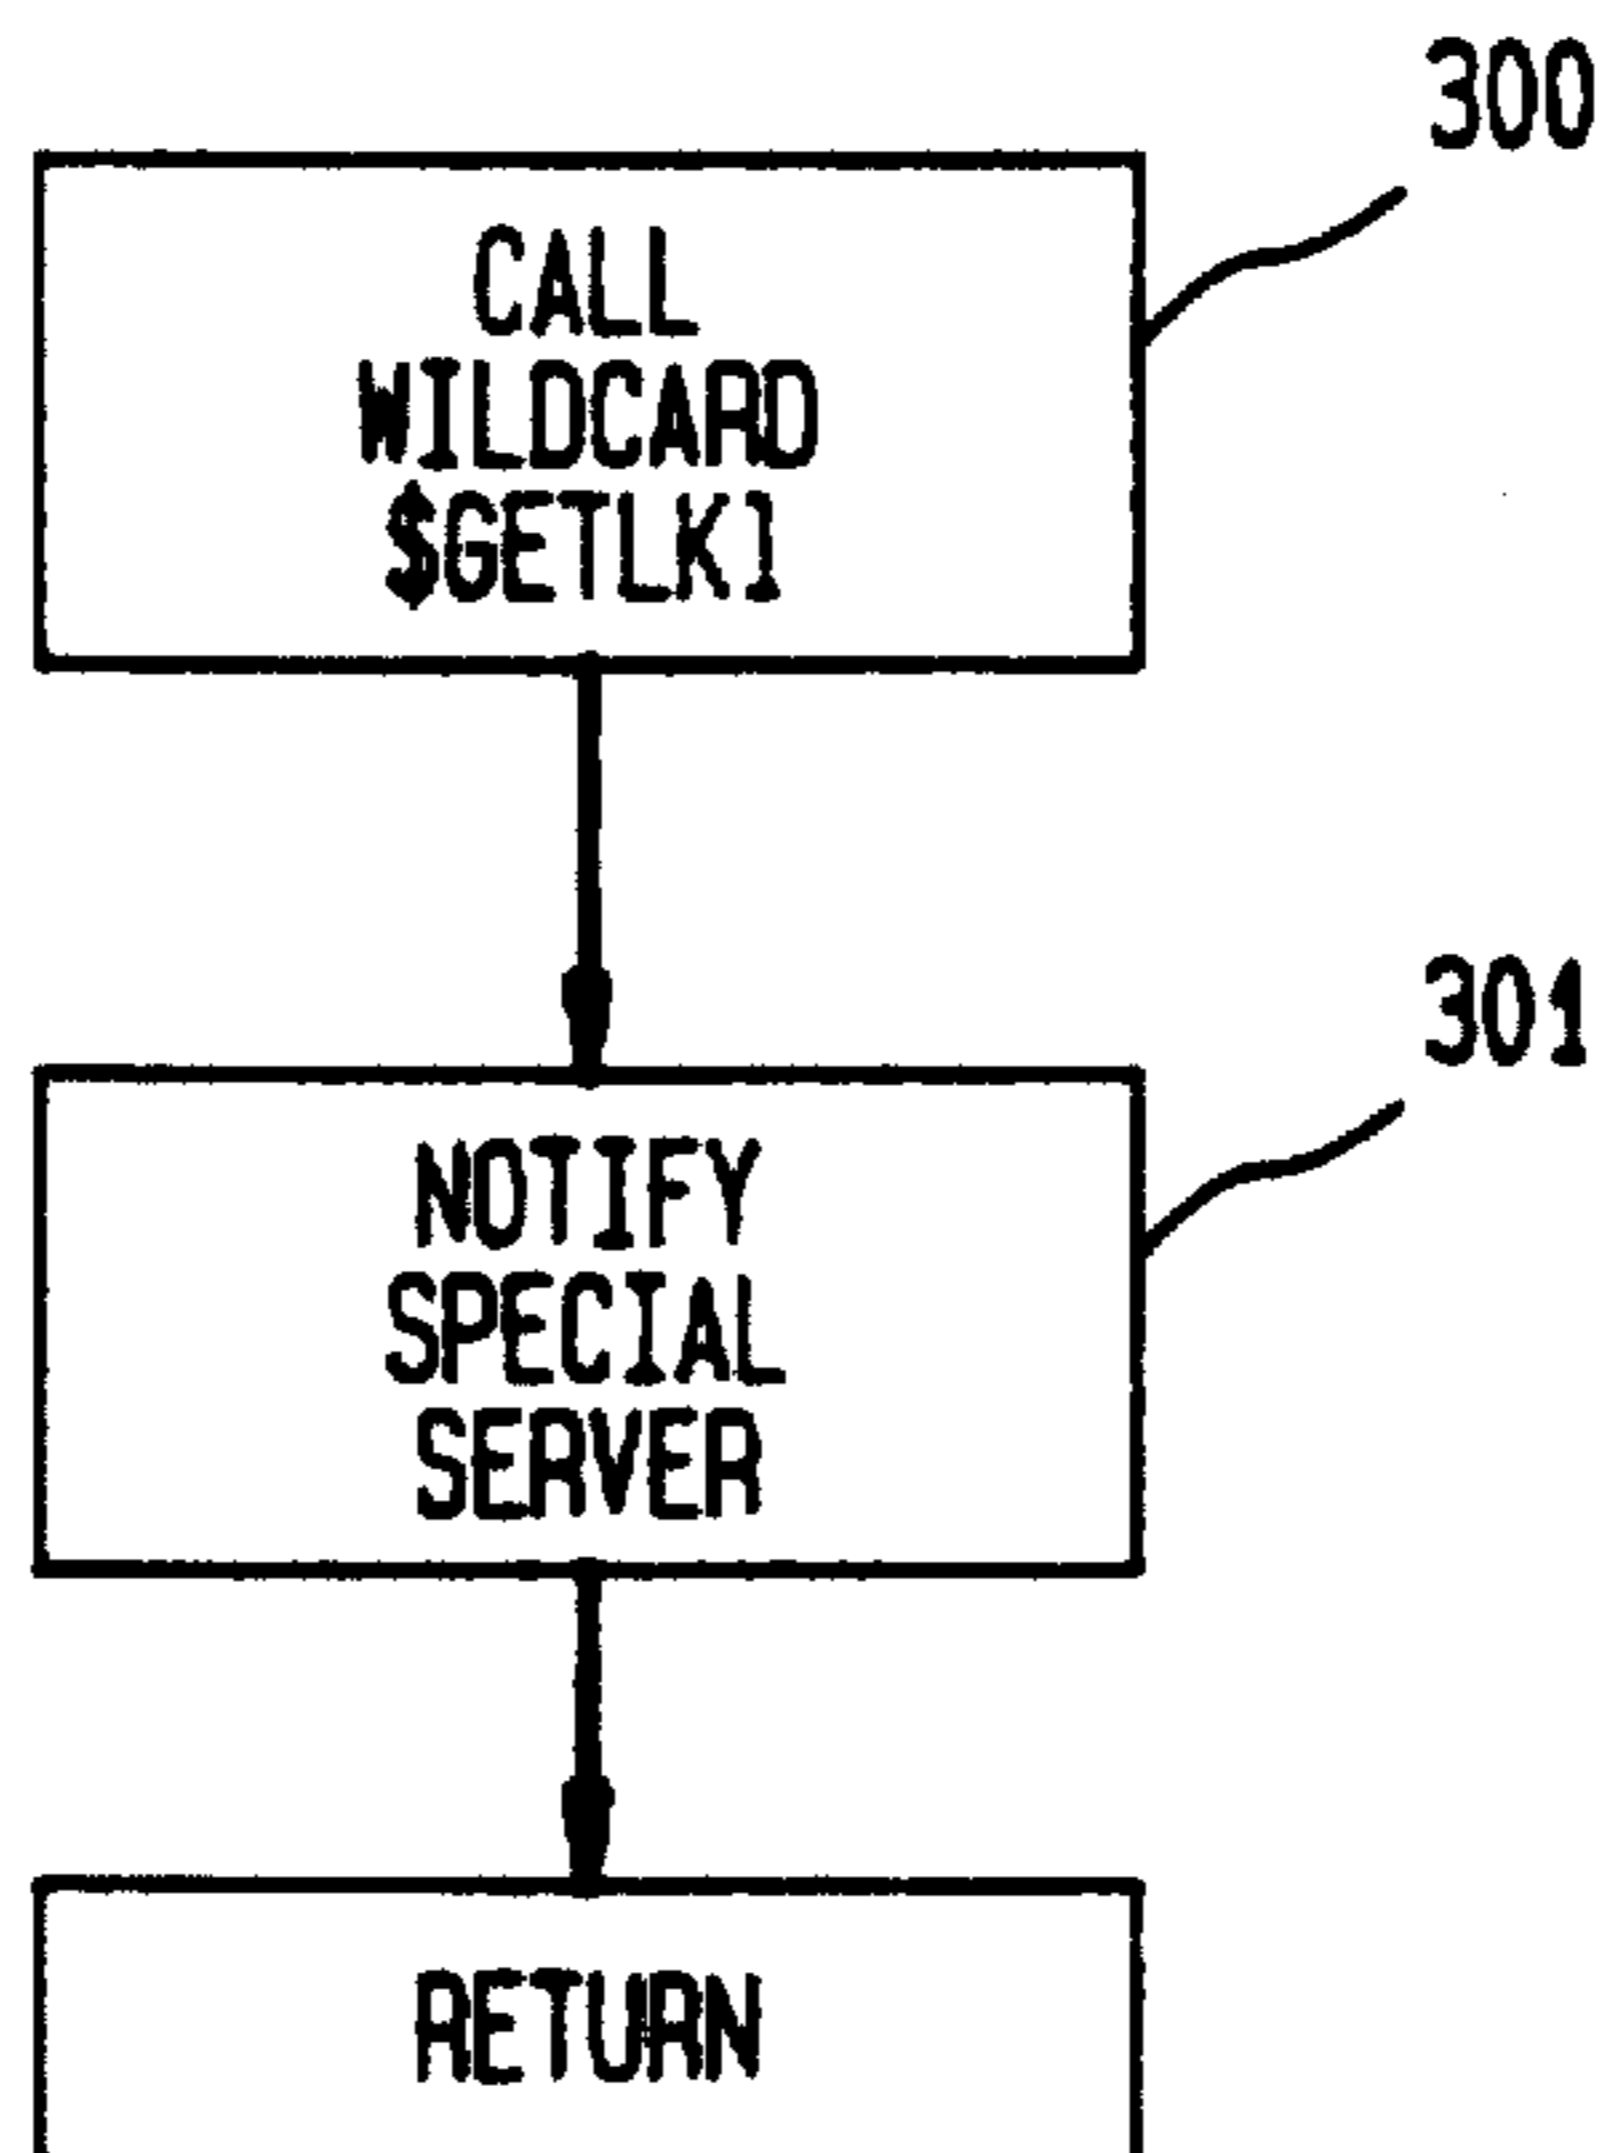 300
CALL
WILDCARD
$GETLKI
301
NOTIFY
SPECIAL
SERVER
RETURN